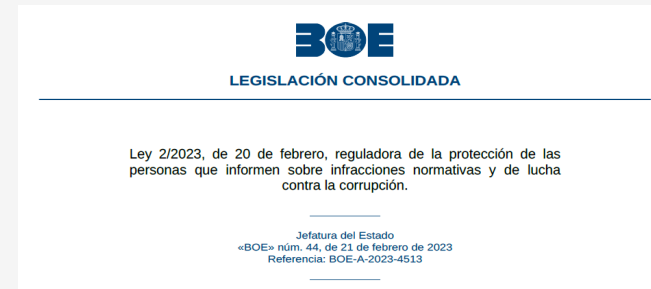 BOE
LEGISLACIÓN CONSOLIDADA
Ley 2/2023, de 20 de febrero, reguladora de la protección de las
personas que informen sobre infracciones normativas y de lucha
contra la corrupción.
Jefatura del Estado
«BOE» núm. 44, de 21 de febrero de 2023
Referencia: BOE-A-2023-4513